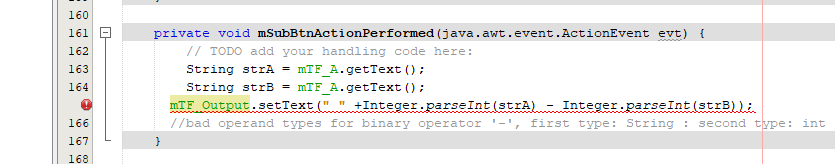 160
161 private void mSubBtnActionPerformed(java.awt.event.ActionEvent evt) {
162 // TODO add your handling code here:
163 String strA = mTF_A.getText();
164 String strB = mTF_A.getText();
mTF_Output.setText(" " +Integer.parseInt(strA) - Integer.parseInt(strB));
166 //bad operand types for binary operator '-', first type: String : second type: int
167 }
168